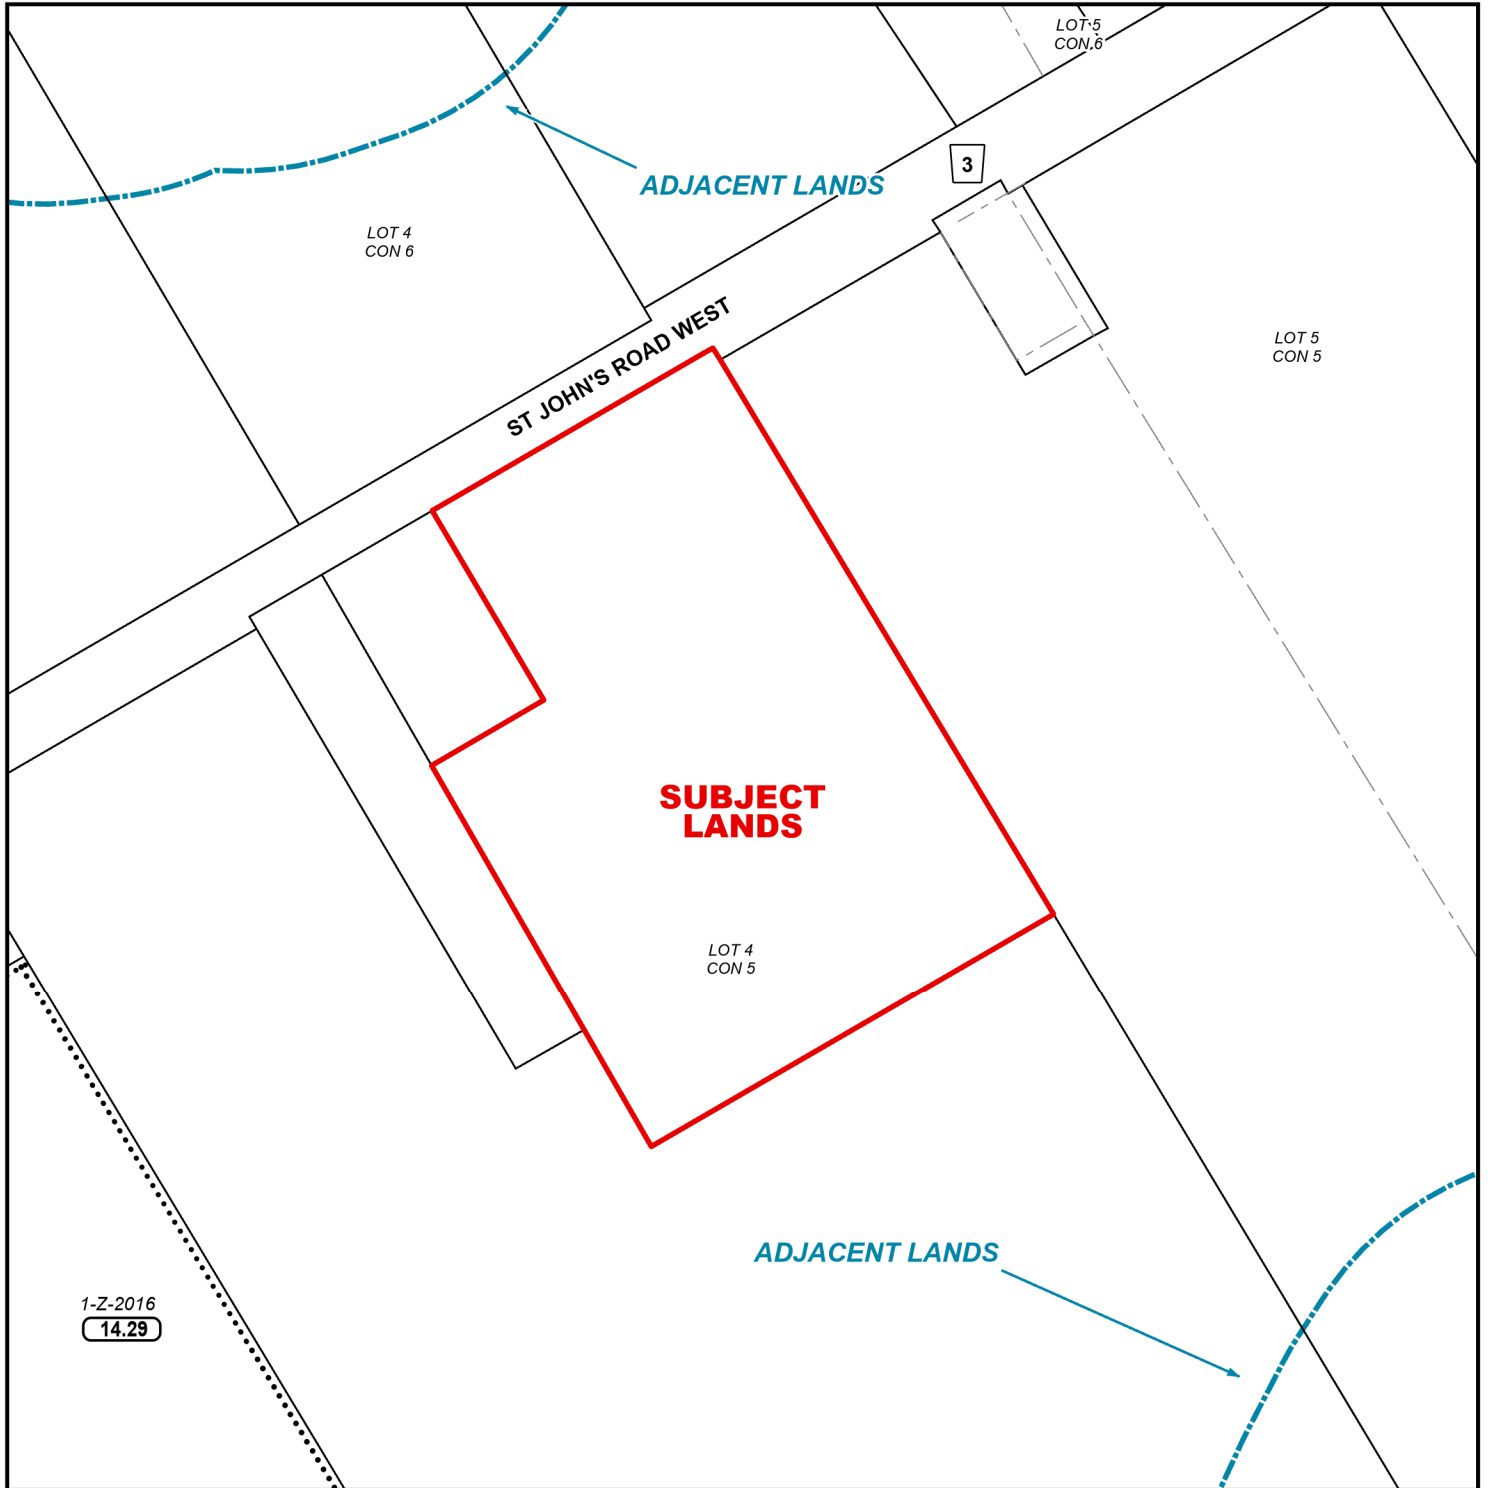 LOT 5
CON 6
3
ADJACENT LANDS
LOT 4
CON 6
ST JOHN'S ROAD WEST
LOT 5
CON 5
SUBJECT
LANDS
LOT 4
CON 5
ADJACENT LANDS
1-Z-2016
14.29